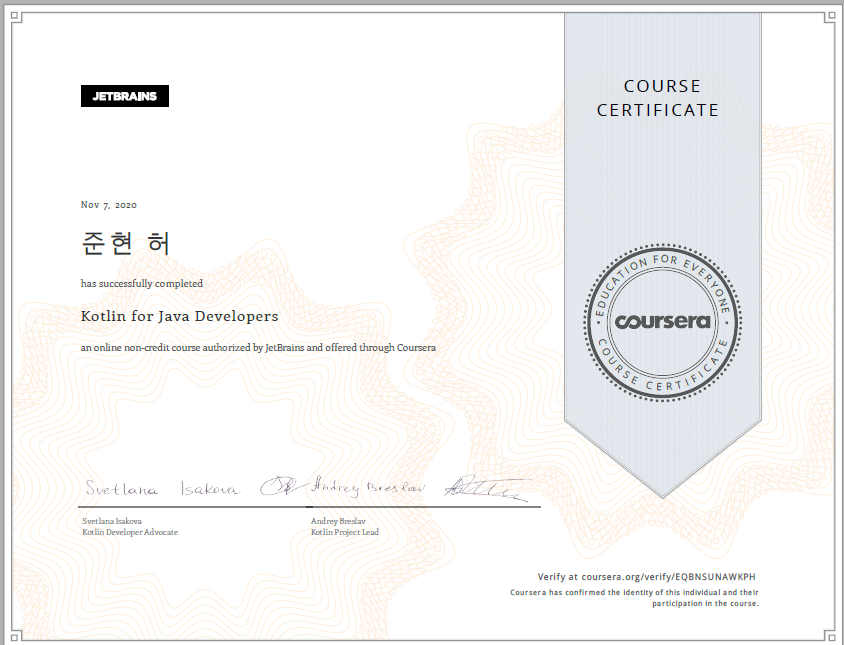 JETBRAINS
COURSE
CERTIFICATE
Nov 7, 2020
준현 허
has successfully completed
Kotlin for Java Developers
an online non-credit course authorized by JetBrains and offered through Coursera
EDUCATION FOR EVERYONE
coursera
COURSE CERTIFICATE
Svetlana Isakova
Andrey Breslav
Svetlana Isakova
Kotlin Developer Advocate
Andrey Breslav
Kotlin Project Lead
Verify at coursera.org/verify/EQBNSUNAWKPH
Coursera has confirmed the identity of this individual and their
participation in the course.